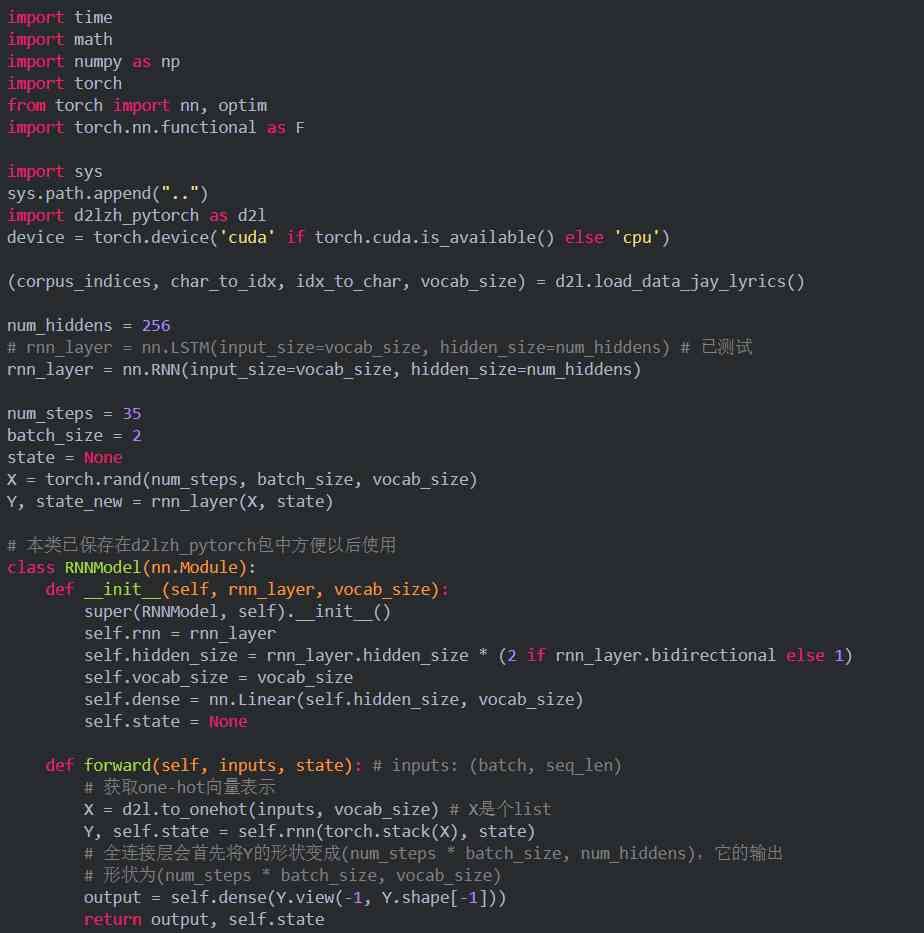 import time
import math
import numpy as np
import torch
from torch import nn, optim
import torch.nn.functional as F

import sys
sys.path.append("..")
import d2lzh_pytorch as d2l
device = torch.device('cuda' if torch.cuda.is_available() else 'cpu')

(corpus_indices, char_to_idx, idx_to_char, vocab_size) = d2l.load_data_jay_lyrics()

num_hiddens = 256
# rnn_layer = nn.LSTM(input_size=vocab_size, hidden_size=num_hiddens) # 已测试
rnn_layer = nn.RNN(input_size=vocab_size, hidden_size=num_hiddens)

num_steps = 35
batch_size = 2
state = None
X = torch.rand(num_steps, batch_size, vocab_size)
Y, state_new = rnn_layer(X, state)

# 本类已保存在d2lzh_pytorch包中方便以后使用
class RNNModel(nn.Module):
    def __init__(self, rnn_layer, vocab_size):
        super(RNNModel, self).__init__()
        self.rnn = rnn_layer
        self.hidden_size = rnn_layer.hidden_size * (2 if rnn_layer.bidirectional else 1)
        self.vocab_size = vocab_size
        self.dense = nn.Linear(self.hidden_size, vocab_size)
        self.state = None

    def forward(self, inputs, state): # inputs: (batch, seq_len)
        # 获取one-hot向量表示
        X = d2l.to_onehot(inputs, vocab_size) # X是个list
        Y, self.state = self.rnn(torch.stack(X), state)
        # 全连接层会首先将Y的形状变成(num_steps * batch_size, num_hiddens)，它的输出
        # 形状为(num_steps * batch_size, vocab_size)
        output = self.dense(Y.view(-1, Y.shape[-1]))
        return output, self.state